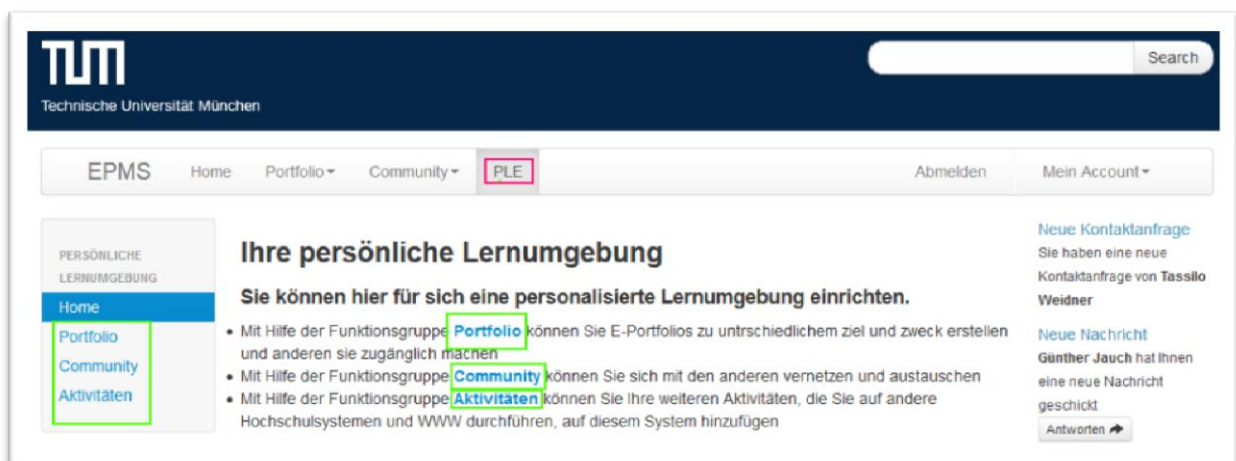 TUM
Technische Universität München
Search
EPMS Home Portfolio Community PLE Abmelden Mein Account
PERSÖNLICHE
LERNUMGEBUNG
Home
Portfolio
Community
Aktivitäten
Ihre persönliche Lernumgebung
Sie können hier für sich eine personalisierte Lernumgebung einrichten.
• Mit Hilfe der Funktionsgruppe Portfolio können Sie E-Portfolios zu untrschiedlichem ziel und zweck erstellen
und anderen sie zugänglich machen
• Mit Hilfe der Funktionsgruppe Community können Sie sich mit den anderen vernetzen und austauschen
• Mit Hilfe der Funktionsgruppe Aktivitäten können Sie Ihre weiteren Aktivitäten, die Sie auf andere
Hochschulsystemen und WWW durchführen, auf diesem System hinzufügen
Neue Kontaktanfrage
Sie haben eine neue
Kontaktanfrage von Tassilo
Weidner
Neue Nachricht
Günther Jauch hat Ihnen
eine neue Nachricht
geschickt
Antworten